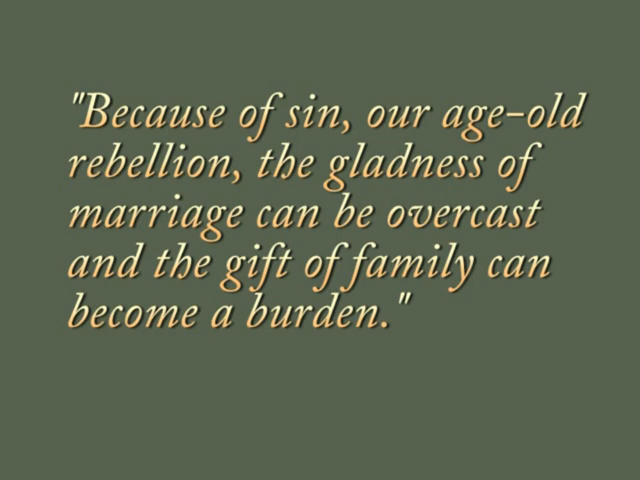 "Because of sin, our age-old
rebellion, the gladness of
marriage can be overcast
and the gift of family can
become a burden."